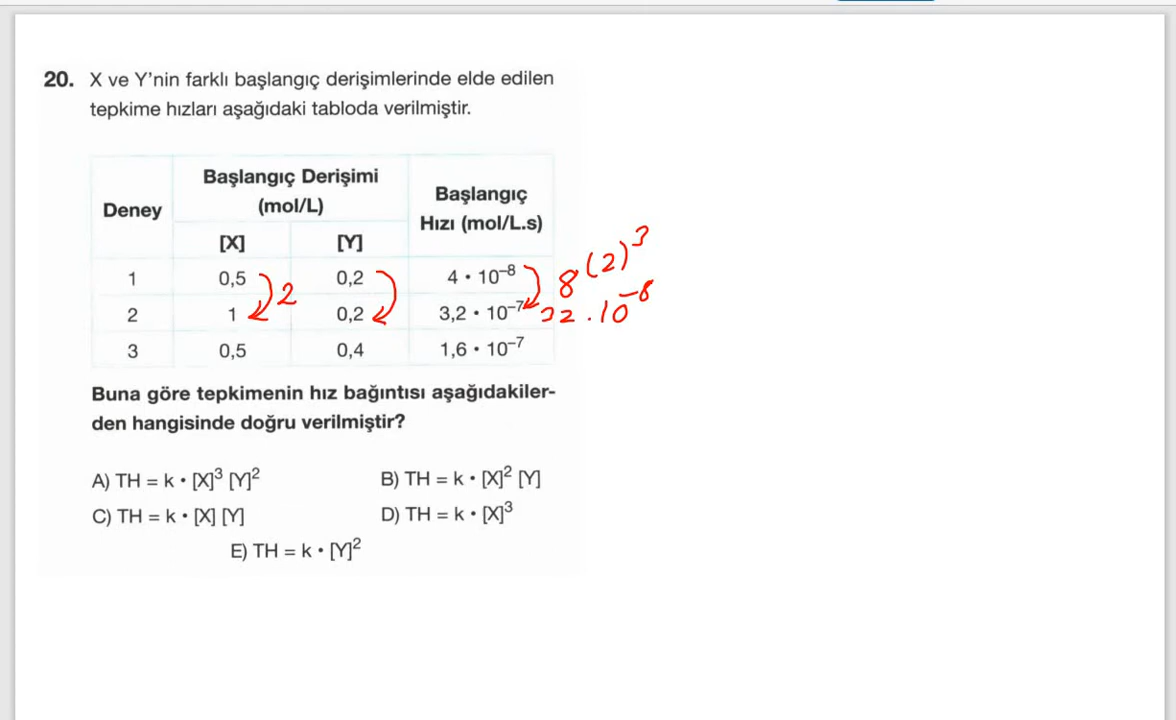 20. X ve Y'nin farklı başlangıç derişimlerinde elde edilen
tepkime hızları aşağıdaki tabloda verilmiştir.
Deney
Başlangıç Derişimi
(mol/L)
Başlangıç
Hızı (mol/L.s)
[X] [Y]
1 0,5 0,2 4 • 10⁻⁸
2 1 0,2 3,2 • 10⁻⁷
3 0,5 0,4 1,6 • 10⁻⁷
2
8 (2)³
32 . 10⁻⁸
Buna göre tepkimenin hız bağıntısı aşağıdakiler-
den hangisinde doğru verilmiştir?
A) TH = k • [X]³ [Y]² B) TH = k • [X]² [Y]
C) TH = k • [X] [Y] D) TH = k • [X]³
E) TH = k • [Y]²